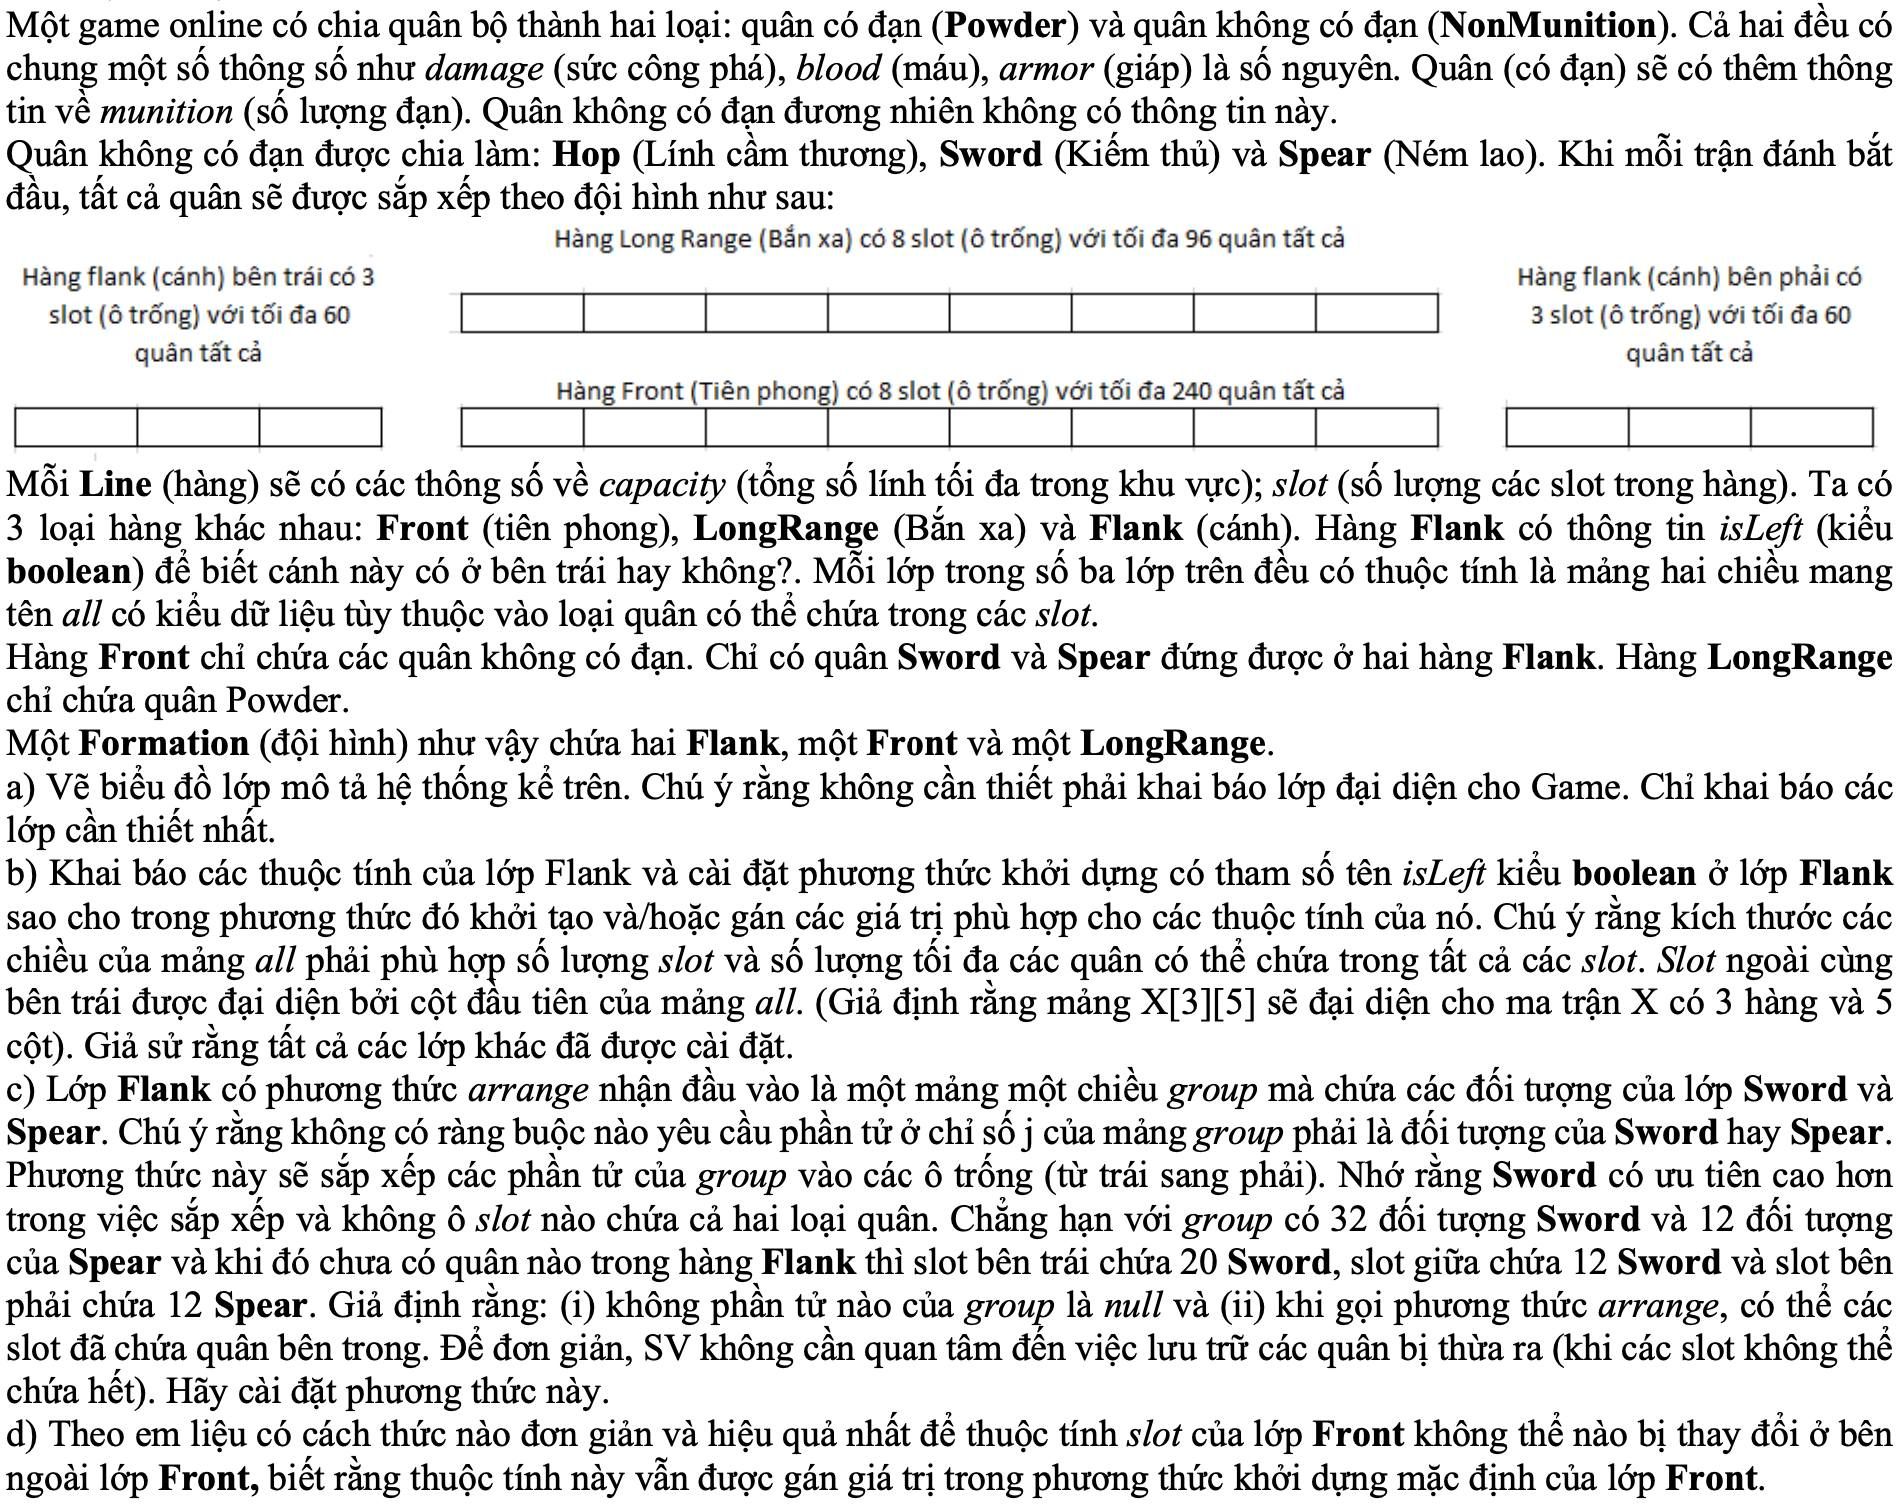 Một game online có chia quân bộ thành hai loại: quân có đạn (Powder) và quân không có đạn (NonMunition). Cả hai đều có
chung một số thông số như damage (sức công phá), blood (máu), armor (giáp) là số nguyên. Quân (có đạn) sẽ có thêm thông
tin về munition (số lượng đạn). Quân không có đạn đương nhiên không có thông tin này.
Quân không có đạn được chia làm: Hop (Lính cầm thương), Sword (Kiếm thủ) và Spear (Ném lao). Khi mỗi trận đánh bắt
đầu, tất cả quân sẽ được sắp xếp theo đội hình như sau:
Hàng Long Range (Bắn xa) có 8 slot (ô trống) với tối đa 96 quân tất cả
Hàng flank (cánh) bên trái có 3
slot (ô trống) với tối đa 60
quân tất cả
Hàng flank (cánh) bên phải có
3 slot (ô trống) với tối đa 60
quân tất cả
Hàng Front (Tiên phong) có 8 slot (ô trống) với tối đa 240 quân tất cả
Mỗi Line (hàng) sẽ có các thông số về capacity (tổng số lính tối đa trong khu vực); slot (số lượng các slot trong hàng). Ta có
3 loại hàng khác nhau: Front (tiên phong), LongRange (Bắn xa) và Flank (cánh). Hàng Flank có thông tin isLeft (kiểu
boolean) để biết cánh này có ở bên trái hay không?. Mỗi lớp trong số ba lớp trên đều có thuộc tính là mảng hai chiều mang
tên all có kiểu dữ liệu tùy thuộc vào loại quân có thể chứa trong các slot.
Hàng Front chỉ chứa các quân không có đạn. Chỉ có quân Sword và Spear đứng được ở hai hàng Flank. Hàng LongRange
chỉ chứa quân Powder.
Một Formation (đội hình) như vậy chứa hai Flank, một Front và một LongRange.
a) Vẽ biểu đồ lớp mô tả hệ thống kể trên. Chú ý rằng không cần thiết phải khai báo lớp đại diện cho Game. Chỉ khai báo các
lớp cần thiết nhất.
b) Khai báo các thuộc tính của lớp Flank và cài đặt phương thức khởi dựng có tham số tên isLeft kiểu boolean ở lớp Flank
sao cho trong phương thức đó khởi tạo và/hoặc gán các giá trị phù hợp cho các thuộc tính của nó. Chú ý rằng kích thước các
chiều của mảng all phải phù hợp số lượng slot và số lượng tối đa các quân có thể chứa trong tất cả các slot. Slot ngoài cùng
bên trái được đại diện bởi cột đầu tiên của mảng all. (Giả định rằng mảng X[3][5] sẽ đại diện cho ma trận X có 3 hàng và 5
cột). Giả sử rằng tất cả các lớp khác đã được cài đặt.
c) Lớp Flank có phương thức arrange nhận đầu vào là một mảng một chiều group mà chứa các đối tượng của lớp Sword và
Spear. Chú ý rằng không có ràng buộc nào yêu cầu phần tử ở chỉ số j của mảng group phải là đối tượng của Sword hay Spear.
Phương thức này sẽ sắp xếp các phần tử của group vào các ô trống (từ trái sang phải). Nhớ rằng Sword có ưu tiên cao hơn
trong việc sắp xếp và không ô slot nào chứa cả hai loại quân. Chẳng hạn với group có 32 đối tượng Sword và 12 đối tượng
của Spear và khi đó chưa có quân nào trong hàng Flank thì slot bên trái chứa 20 Sword, slot giữa chứa 12 Sword và slot bên
phải chứa 12 Spear. Giả định rằng: (i) không phần tử nào của group là null và (ii) khi gọi phương thức arrange, có thể các
slot đã chứa quân bên trong. Để đơn giản, SV không cần quan tâm đến việc lưu trữ các quân bị thừa ra (khi các slot không thể
chứa hết). Hãy cài đặt phương thức này.
d) Theo em liệu có cách thức nào đơn giản và hiệu quả nhất để thuộc tính slot của lớp Front không thể nào bị thay đổi ở bên
ngoài lớp Front, biết rằng thuộc tính này vẫn được gán giá trị trong phương thức khởi dựng mặc định của lớp Front.